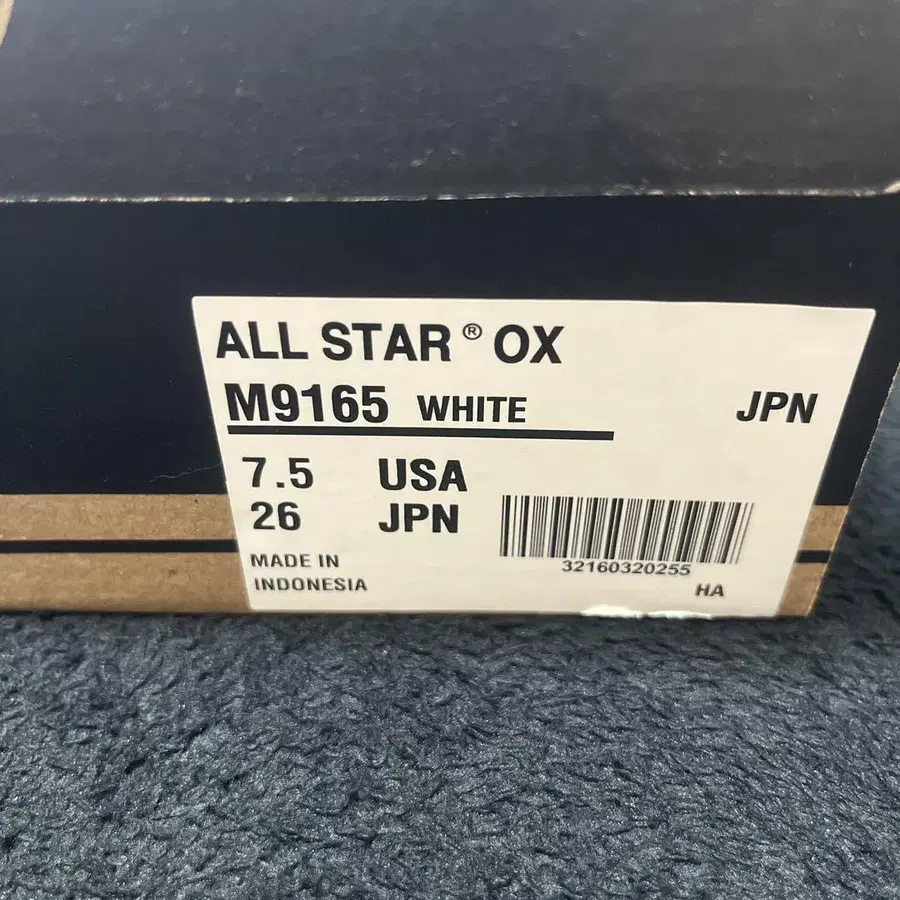 ALL STAR® OX
M9165 WHITE JPN
7.5 USA
26 JPN
MADE IN
INDONESIA
32160320255
HA